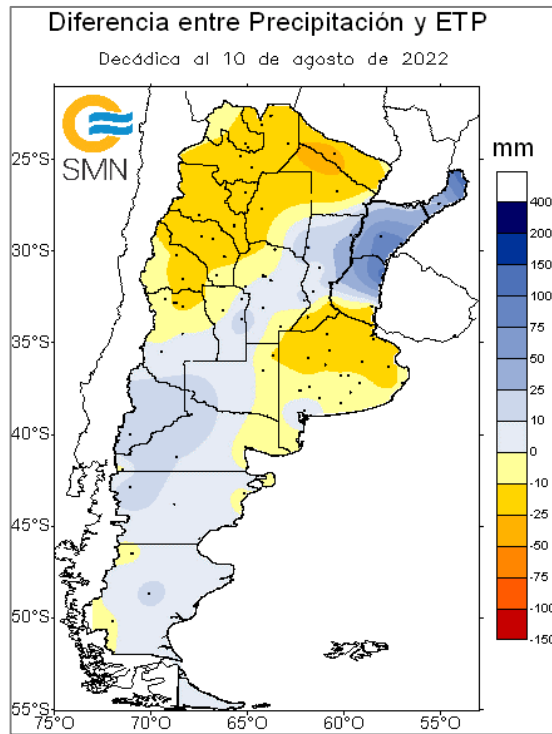 Diferencia entre Precipitación y ETP
Decádica al 10 de agosto de 2022
SMN
mm
400
200
150
100
75
50
25
10
0
-10
-25
-50
-75
-100
-150
25°S
30°S
35°S
40°S
45°S
50°S
55°S
75°O
70°O
65°O
60°O
55°O